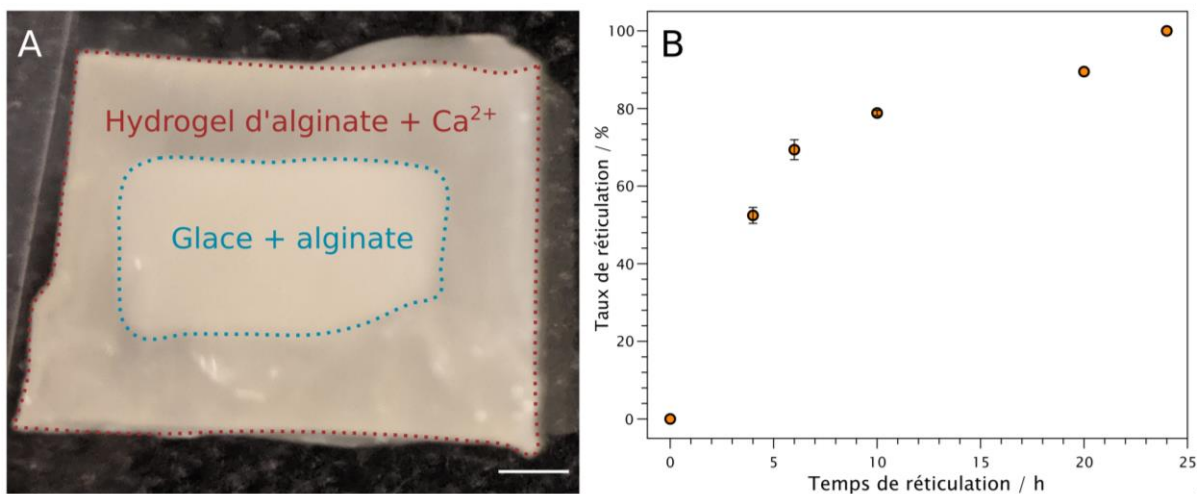 A
Hydrogel d'alginate + Ca²⁺
Glace + alginate
B
Taux de réticulation / %
100
80
60
40
20
0
0
5
10
15
20
25
Temps de réticulation / h